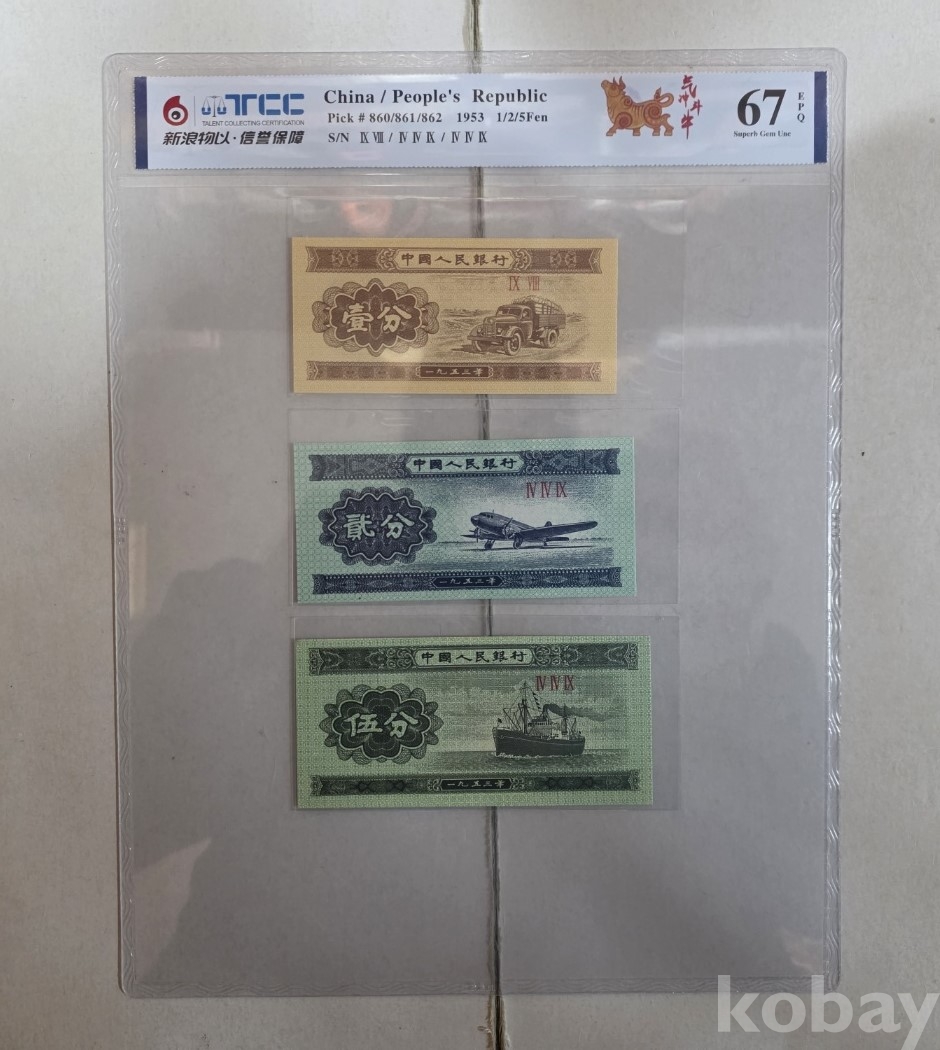 TCC
TALENT COLLECTING CERTIFICATION
新浪物以·信誉保障
China / People's Republic
Pick # 860/861/862 1953 1/2/5Fen
S/N Ⅸ Ⅷ / Ⅳ Ⅳ Ⅸ / Ⅳ Ⅳ Ⅸ
气冲斗牛
67
EPQ
Superb Gem Unc
中國人民銀行
IX VIII
壹分
一九五三年
中國人民銀行
IV IV IX
貳分
一九五三年
中國人民銀行
IV IV IX
伍分
一九五三年
kobay